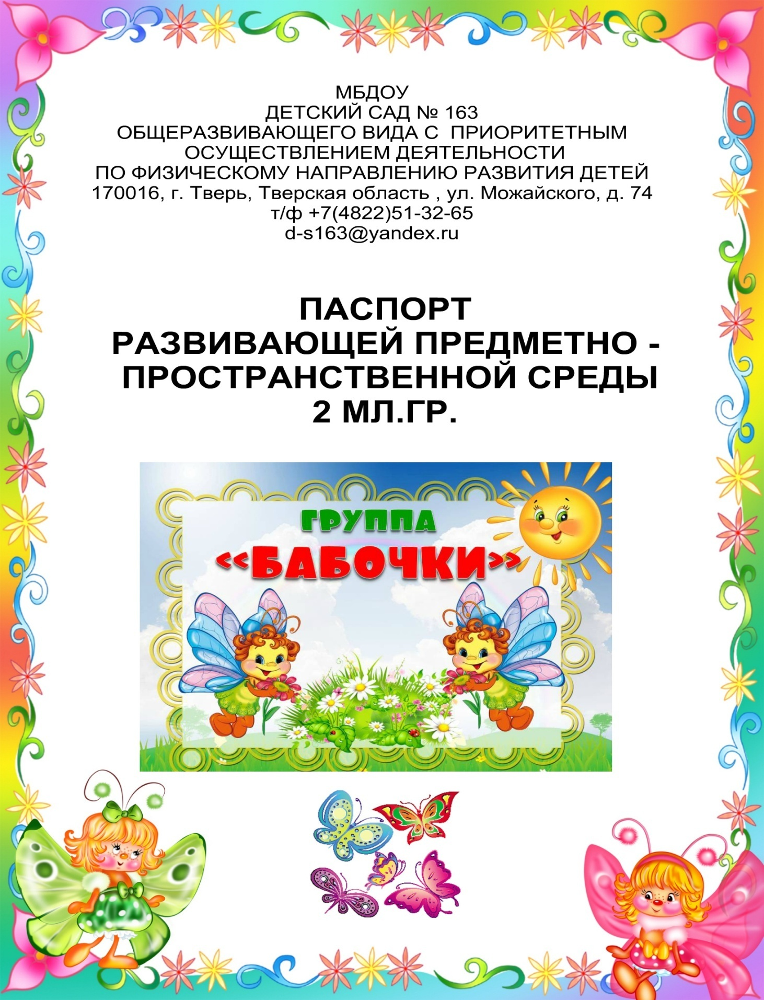 МБДОУ
ДЕТСКИЙ САД № 163
ОБЩЕРАЗВИВАЮЩЕГО ВИДА С  ПРИОРИТЕТНЫМ
ОСУЩЕСТВЛЕНИЕМ ДЕЯТЕЛЬНОСТИ
ПО ФИЗИЧЕСКОМУ НАПРАВЛЕНИЮ РАЗВИТИЯ ДЕТЕЙ
170016, г. Тверь, Тверская область , ул. Можайского, д. 74
т/ф +7(4822)51-32-65
d-s163@yandex.ru
ПАСПОРТ
РАЗВИВАЮЩЕЙ ПРЕДМЕТНО -
ПРОСТРАНСТВЕННОЙ СРЕДЫ
2 МЛ.ГР.
ГРУППА
«БАБОЧКИ»